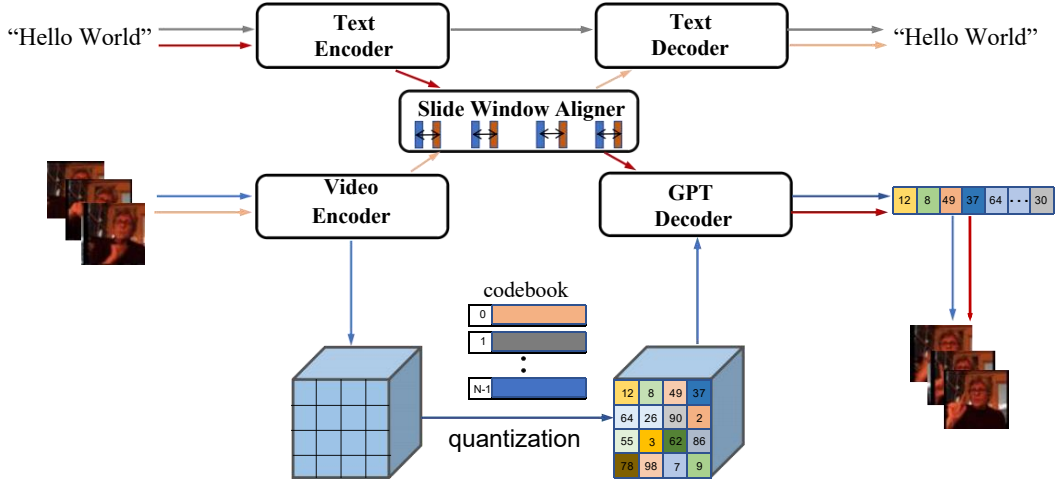 “Hello World”
Text
Encoder
Text
Decoder
“Hello World”
Slide Window Aligner
Video
Encoder
GPT
Decoder
12 8 49 37 64 ··· 30
codebook
0
1
N-1
quantization
12 8 49 37
64 26 90 2
55 3 62 86
78 98 7 9